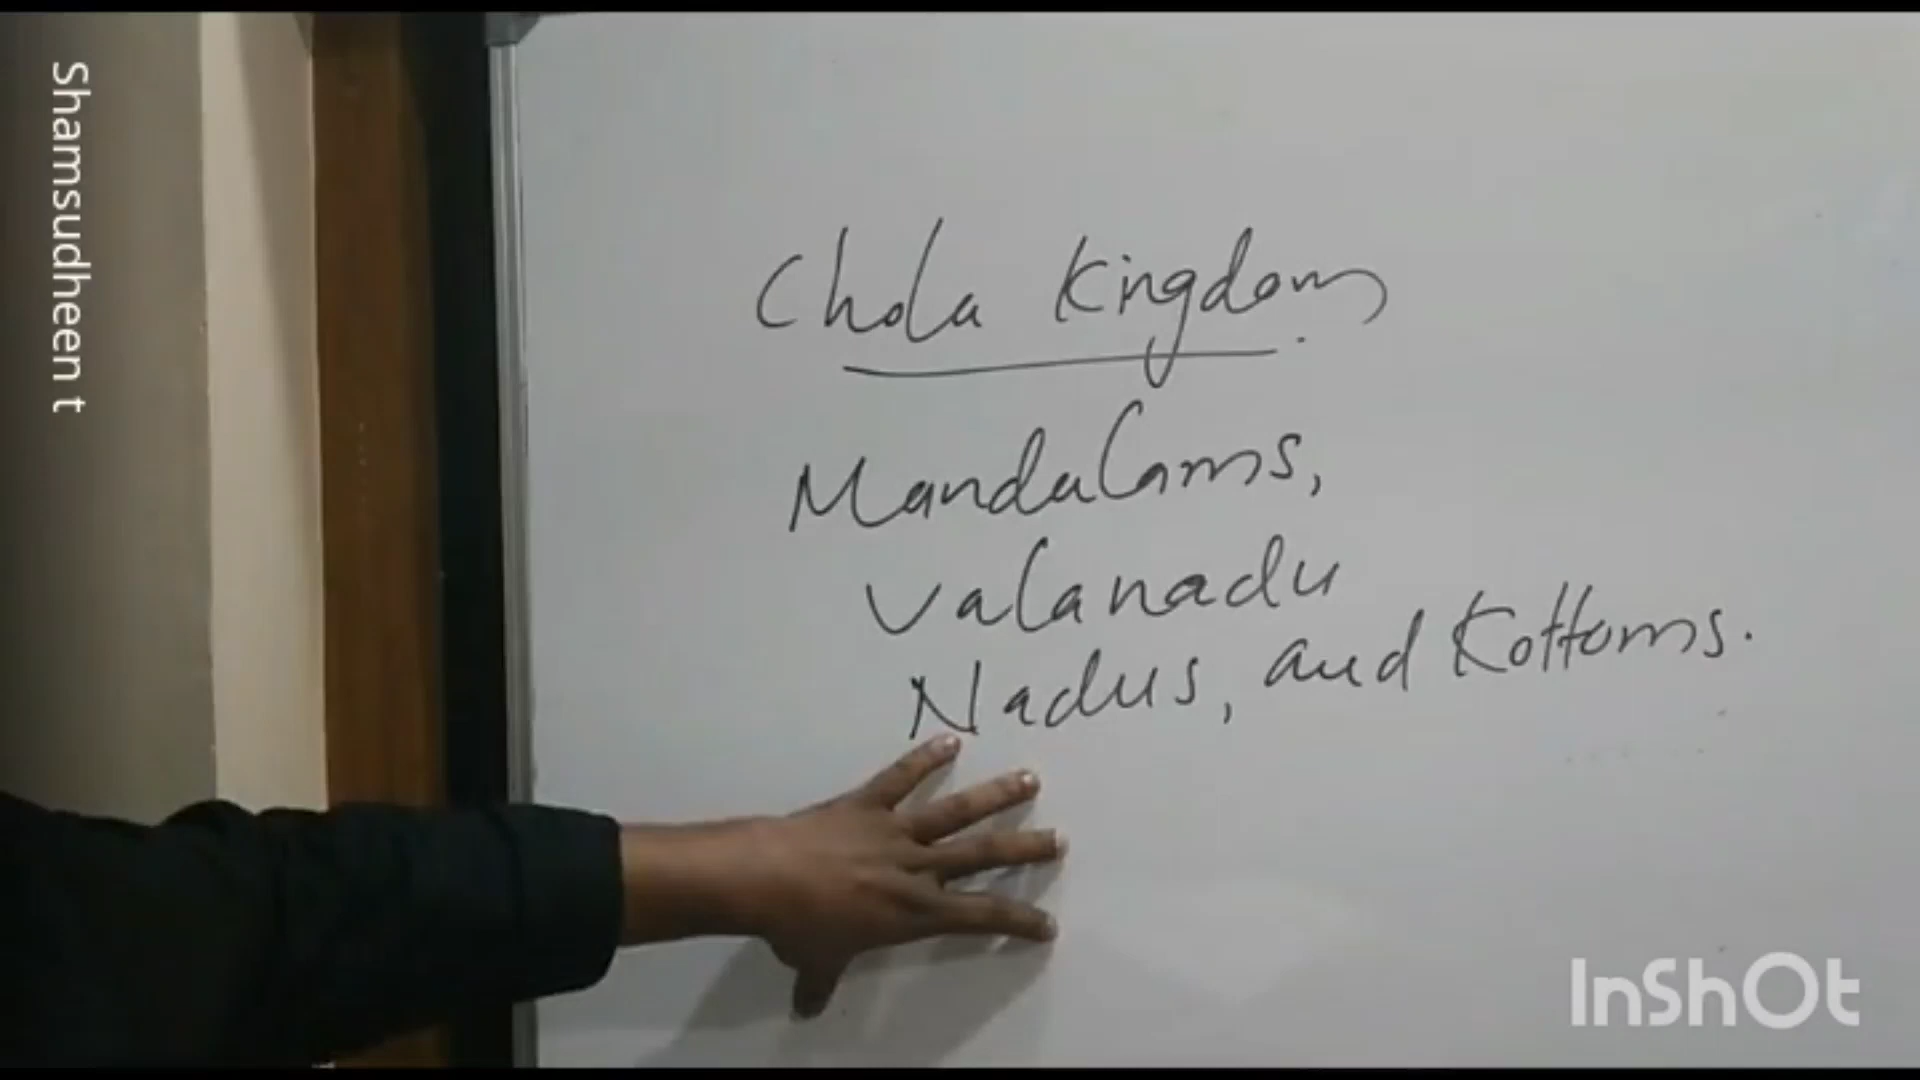 Shamsudheen t
Chola Kingdom
Mandalams,
Valanadu
Nadus, and Kottoms.
InShOt